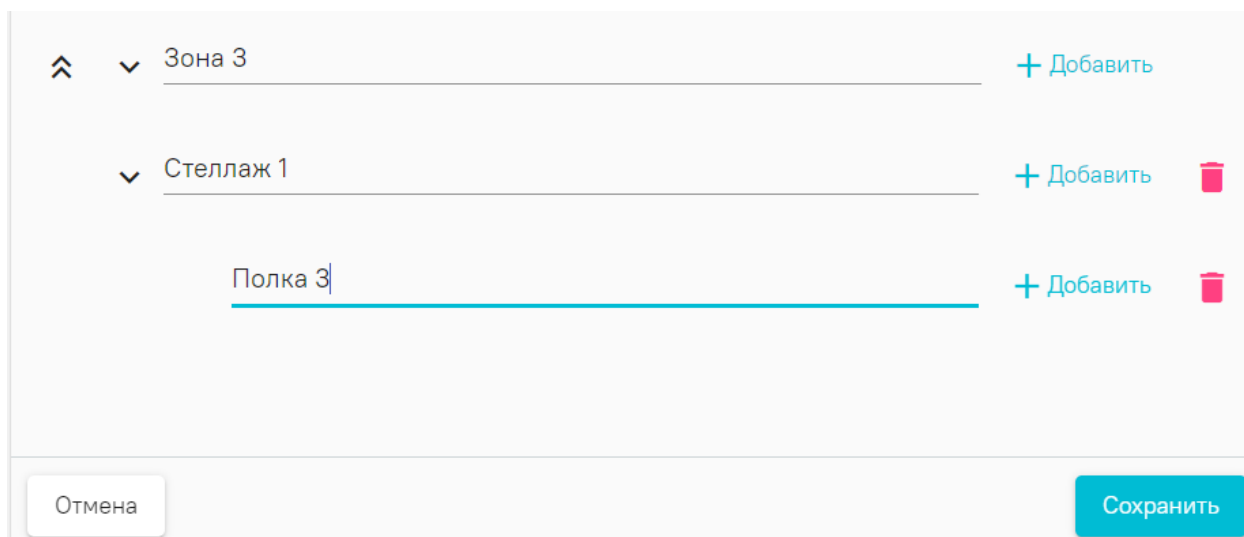 Зона 3
Добавить
Стеллаж 1
Добавить
Полка 3
Добавить
Отмена
Сохранить